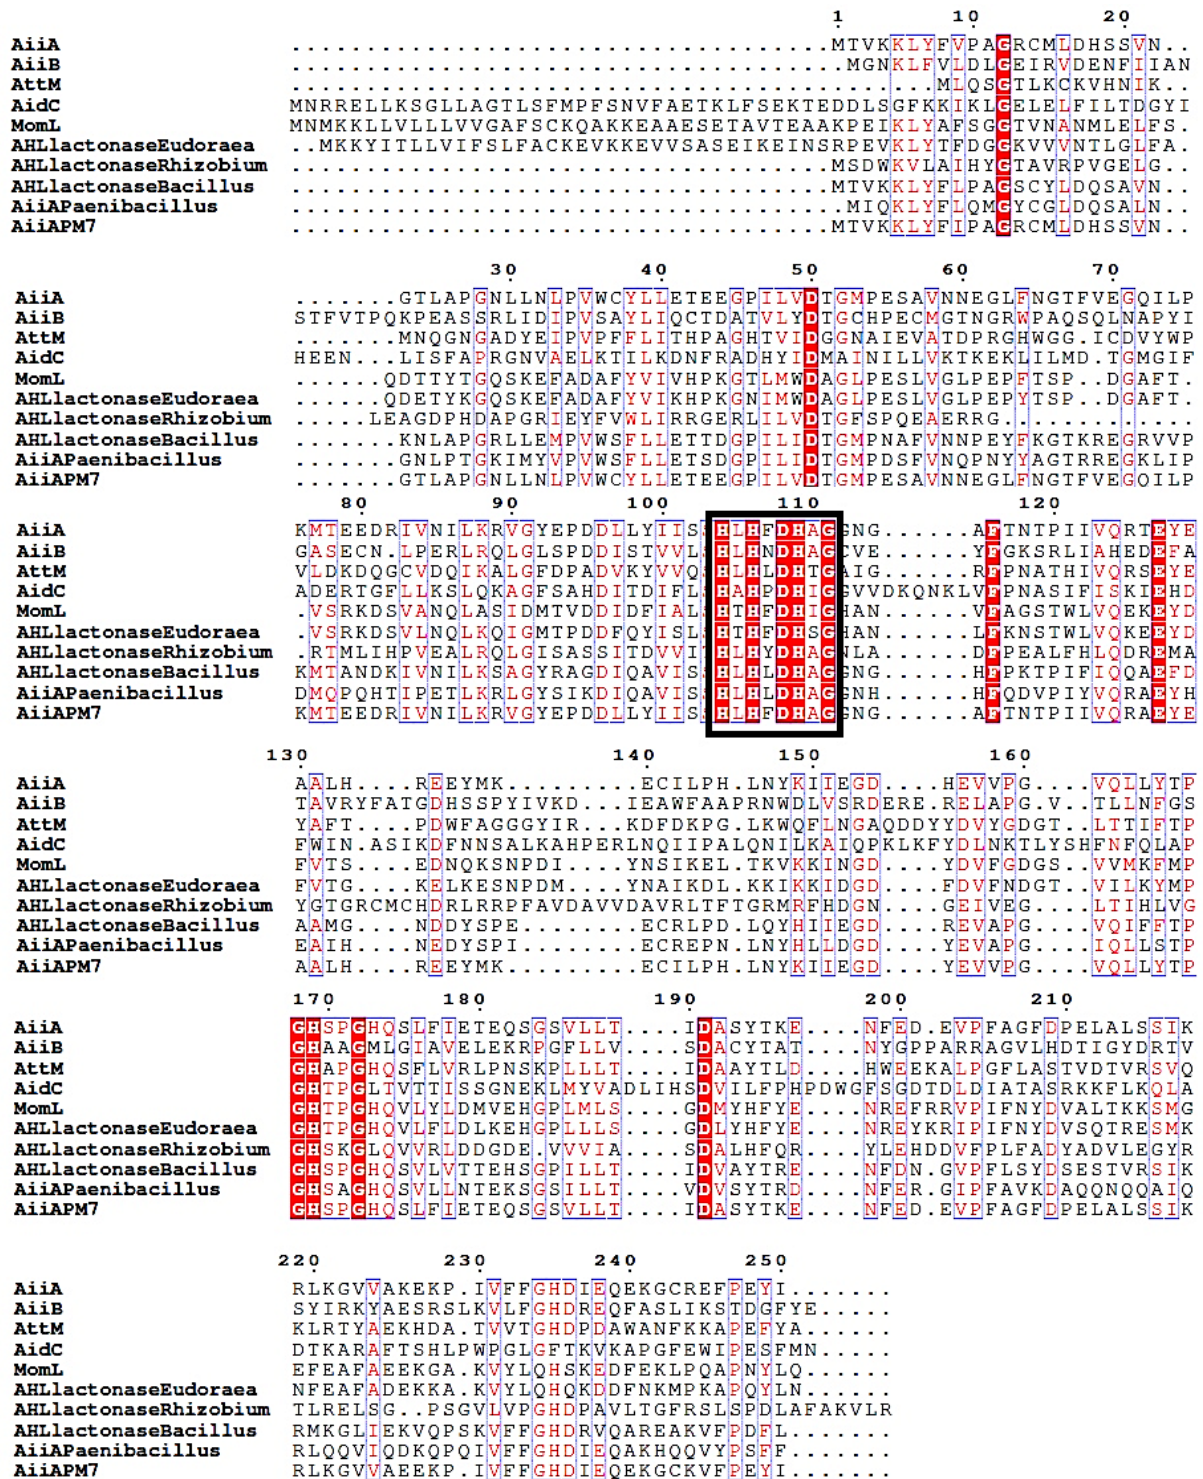 1 10 20
AiiA .....................................MTVKKLYFVPAGRCMLDHSSVN..
AiiB ......................................MGNKLFVLDLGEIRVDENFIIAN
AttM ............................................MLQSGTLKCKVHNIK...
AidC MNRRELLKSGLLAGTLSFMPFSNVFAETKLFSEKTEDDLSGFKKIKLGELELFILTDGYI
MomL MNMKKLLVLLLVVGAFSCKQAKKEAAESETAVTEAAKPEIKLYAFSGGTVNANMLELFS.
AHLlactonaseEudoraea ..MKKYITLLVIFSLFACKEVKKEVVSASEIKEINSRPEVKLYTFDGGKVVVNTLGLFA.
AHLlactonaseRhizobium ......................................MSDWKVLAIHYGTAVRPVGELG..
AHLlactonaseBacillus .....................................MTVKKLYFLPAGSCYLDQSAVN..
AiiAPaenibacillus .....................................MIQKKLYFLQMGYCGLDQSALN..
AiiAPM7 .....................................MTVKKLYFIPAGRCMLDHSSVN..
30 40 50 60 70
AiiA .......GTLAPGNLLNLPVWCYLLETEEGPILVDTGMPESAVNNEGLFNGTFVEGQILP
AiiB STFVTPQKPEASSRLIDIPVSAYLIQCTDATVLYDTGCHPECMGTNGRWPAQSQLNAPYI
AttM .......MNQGNGADYEIPVPFFLITHPAGHTVIDGGNAIEVATDPRGHWGG.ICDVYWP
AidC HEEN...LISFAPRGNVAELKTILKDNFRADHYIDMAINILLVKTKEKLILMD.TGMGIF
MomL ......QDTTYTGQSKEFADAFYVIVHPKGTLMWDAGLPESLVGLPEPFTSP..DGAFT.
AHLlactonaseEudoraea ......QDETYKGQSKEFADAFYVIKHPKGNIMWDAGLPESLVGLPEPYTSP..DGAFT.
AHLlactonaseRhizobium .....LEAGDPHDAPGRIEYFVWLIRRGERLILVDTGFSPQEAERRG.............
AHLlactonaseBacillus .......KNLAPGRLLEMPVWSFLLETTDGPILIDTGMPNAFVNNPEYFKGTKREGRVVP
AiiAPaenibacillus .......GNLPTGKIMYVPVWSFLLETSDGPILIDTGMPDSFVNQPNYYAGTRREGKLIP
AiiAPM7 .......GTLAPGNLLNLPVWCYLLETEEGPILVDTGMPESAVNNEGLFNGTFVEGQILP
80 90 100 110 120
AiiA KMTEEDRIVNILKRVGYEPDDLLYIISSHLHFDHAGGNG......AFTNTPIIVQRTEYE
AiiB GASECN.LPERLRQLGLSPDDISTVVLSHLHNDHAGCVE......YFGKSRLIAHEDEFA
AttM VLDKDQGCVDQIKALGFDPADVKYVVQSHLHLDHTGAIG......RFPNATHIVQRSEYE
AidC ADERTGFLLKSLQKAGFSAHDITDIFLSHAHPDHIGGVVDKQNKLVFPNASIFISKIEHD
MomL .VSRKDSVANQLASIDMTVDDIDFIALSHTHFDHIGHAN......VFAGSTWLVQEKEYD
AHLlactonaseEudoraea .VSRKDSVLNQLKQIGMTPDDFQYISLSHTHFDHSGHAN......LFKNSTWLVQKEEYD
AHLlactonaseRhizobium .RTMLIHPVEALRQLGISASSITDVVITHLHYDHAGNLA......DFPEALFHLQDREMA
AHLlactonaseBacillus KMTANDKIVNILKSAGYRAGDIQAVISSHLHLDHAGGNG......HFPKTPIFIQQAEFD
AiiAPaenibacillus DMQPQHTIPETLKRLGYSIKDIQAVISSHLHLDHAGGNH......HFQDVPIYVQRAEYH
AiiAPM7 KMTEEDRIVNILKRVGYEPDDLLYIISSHLHFDHAGGNG......AFTNTPIIVQRAEYE
130 140 150 160
AiiA AALH....REEYMK.........ECILPH.LNYKIIEGD....HEVVPG....VQLLYTP
AiiB TAVRYFATGDHSSPYIVKD...IEAWFAAPRNWDLVSRDERE.RELAPG.V..TLLNFGS
AttM YAFT....PDWFAGGGYIR...KDFDKPG.LKWQFLNGAQDDYYDVYGDGT..LTTIFTP
AidC FWIN.ASIKDFNNSALKAHPERLNQIIPALQNILKAIQPKLKFYDLNKTLYSHFNFQLAP
MomL FVTS....EDNQKSNPDI....YNSIKEL.TKVKKINGD....YDVFGDGS..VVMKFMP
AHLlactonaseEudoraea FVTG....KELKESNPDM....YNAIKDL.KKIKKIDGD....FDVFNDGT..VILKYMP
AHLlactonaseRhizobium YGTGRCMCHDRLRRPFAVDAVVDAVRLTFTGRMRFHDGN....GEIVEG....LTIHLVG
AHLlactonaseBacillus AAMG....NDDYSPE.........ECRLPD.LQYHIIEGD....REVAPG....VQIFFTP
AiiAPaenibacillus EAIH....NEDYSPI.........ECREPN.LNYHLLDGD....YEVAPG....IQLLSTP
AiiAPM7 AALH....REEYMK.........ECILPH.LNYKIIEGD....YEVVPG....VQLLYTP
170 180 190 200 210
AiiA GHSPGHQSLFIETEQSGSVLLT....IDASYTKE....NFED.EVPFAGFDPELALSSIK
AiiB GHAAGMLGIAVELEKRPGFLLV....SDACYTAT....NYGPPARRAGVLHDTIGYDRTV
AttM GHAPGHQSFLVRLPNSKPLLLT....IDAAYTLD....HWEEKALPGFLASTVDTVRSVQ
AidC GHTPGLTVTTISSGNEKLMYVADLIHSDVILFPHPDWGFSGDTDLDIATASRKKFLKQLA
MomL GHTPGHQVLYLDMVEHGPLMLS....GDMYHFYE....NREFRRVPIFNYDVALTKKSMG
AHLlactonaseEudoraea GHTPGHQVLFLDLKEHGPLLLS....GDLYHFYE....NREYKRIPIFNYDVSQTRESMK
AHLlactonaseRhizobium GHSKGLQVVRLDDGDE.VVVIA....SDALHFQR....YLEHDDVFPLFADYADVLEGYR
AHLlactonaseBacillus GHSPGHQSVLVTTEHSGPILLT....IDVAYTRE....NFDN.GVPFLSYDSESTVRSIK
AiiAPaenibacillus GHSAGHQSVLLNTEKSGSILLT....VDVSYTRD....NFER.GIPFAVKDAQQNQQAIQ
AiiAPM7 GHSPGHQSLFIETEQSGSVLLT....IDASYTKE....NFED.EVPFAGFDPELALSSIK
220 230 240 250
AiiA RLKGVVAKEKP.IVFFGHDIEQEKGCREFPEYI.......
AiiB SYIRKYAESRSLKVLFGHDREQFASLIKSTDGFYE.....
AttM KLRTYAEKHDA.TVVTGHDPDAWANFKKAPEFYA......
AidC DTKARAFTSHLPWPGLGFTKVKAPGFEWIPESFMN.....
MomL EFEAFAEEKGA.KVYLQHSKEDFEKLPQAPNYLQ......
AHLlactonaseEudoraea NFEAFADEKKA.KVYLQHQKDDFNKMPKAPQYLN......
AHLlactonaseRhizobium TLRELSG..PSGVLVPGHDPAVLTGFRSLSPDLAFAKVLR
AHLlactonaseBacillus RMKGLIEKVQPSKVFFGHDRVQAREAKVFPDFL.......
AiiAPaenibacillus RLQQVIQDKQPQIVFFGHDIEQAKHQQVYPSFF.......
AiiAPM7 RLKGVVAEEKP.IVFFGHDIEQEKGCKVFPEYI.......